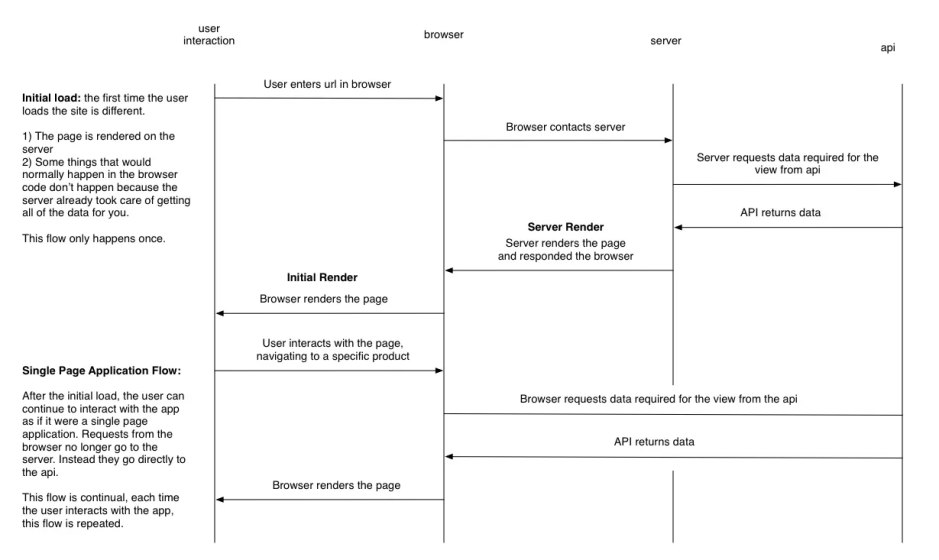 user
interaction
browser
server
api
User enters url in browser
Initial load: the first time the user
loads the site is different.
1) The page is rendered on the
server
2) Some things that would
normally happen in the browser
code don't happen because the
server already took care of getting
all of the data for you.
This flow only happens once.
Browser contacts server
Server requests data required for the
view from api
API returns data
Server Render
Server renders the page
and responded the browser
Initial Render
Browser renders the page
User interacts with the page,
navigating to a specific product
Single Page Application Flow:
After the initial load, the user can
continue to interact with the app
as if it were a single page
application. Requests from the
browser no longer go to the
server. Instead they go directly to
the api.
This flow is continual, each time
the user interacts with the app,
this flow is repeated.
Browser requests data required for the view from the api
API returns data
Browser renders the page